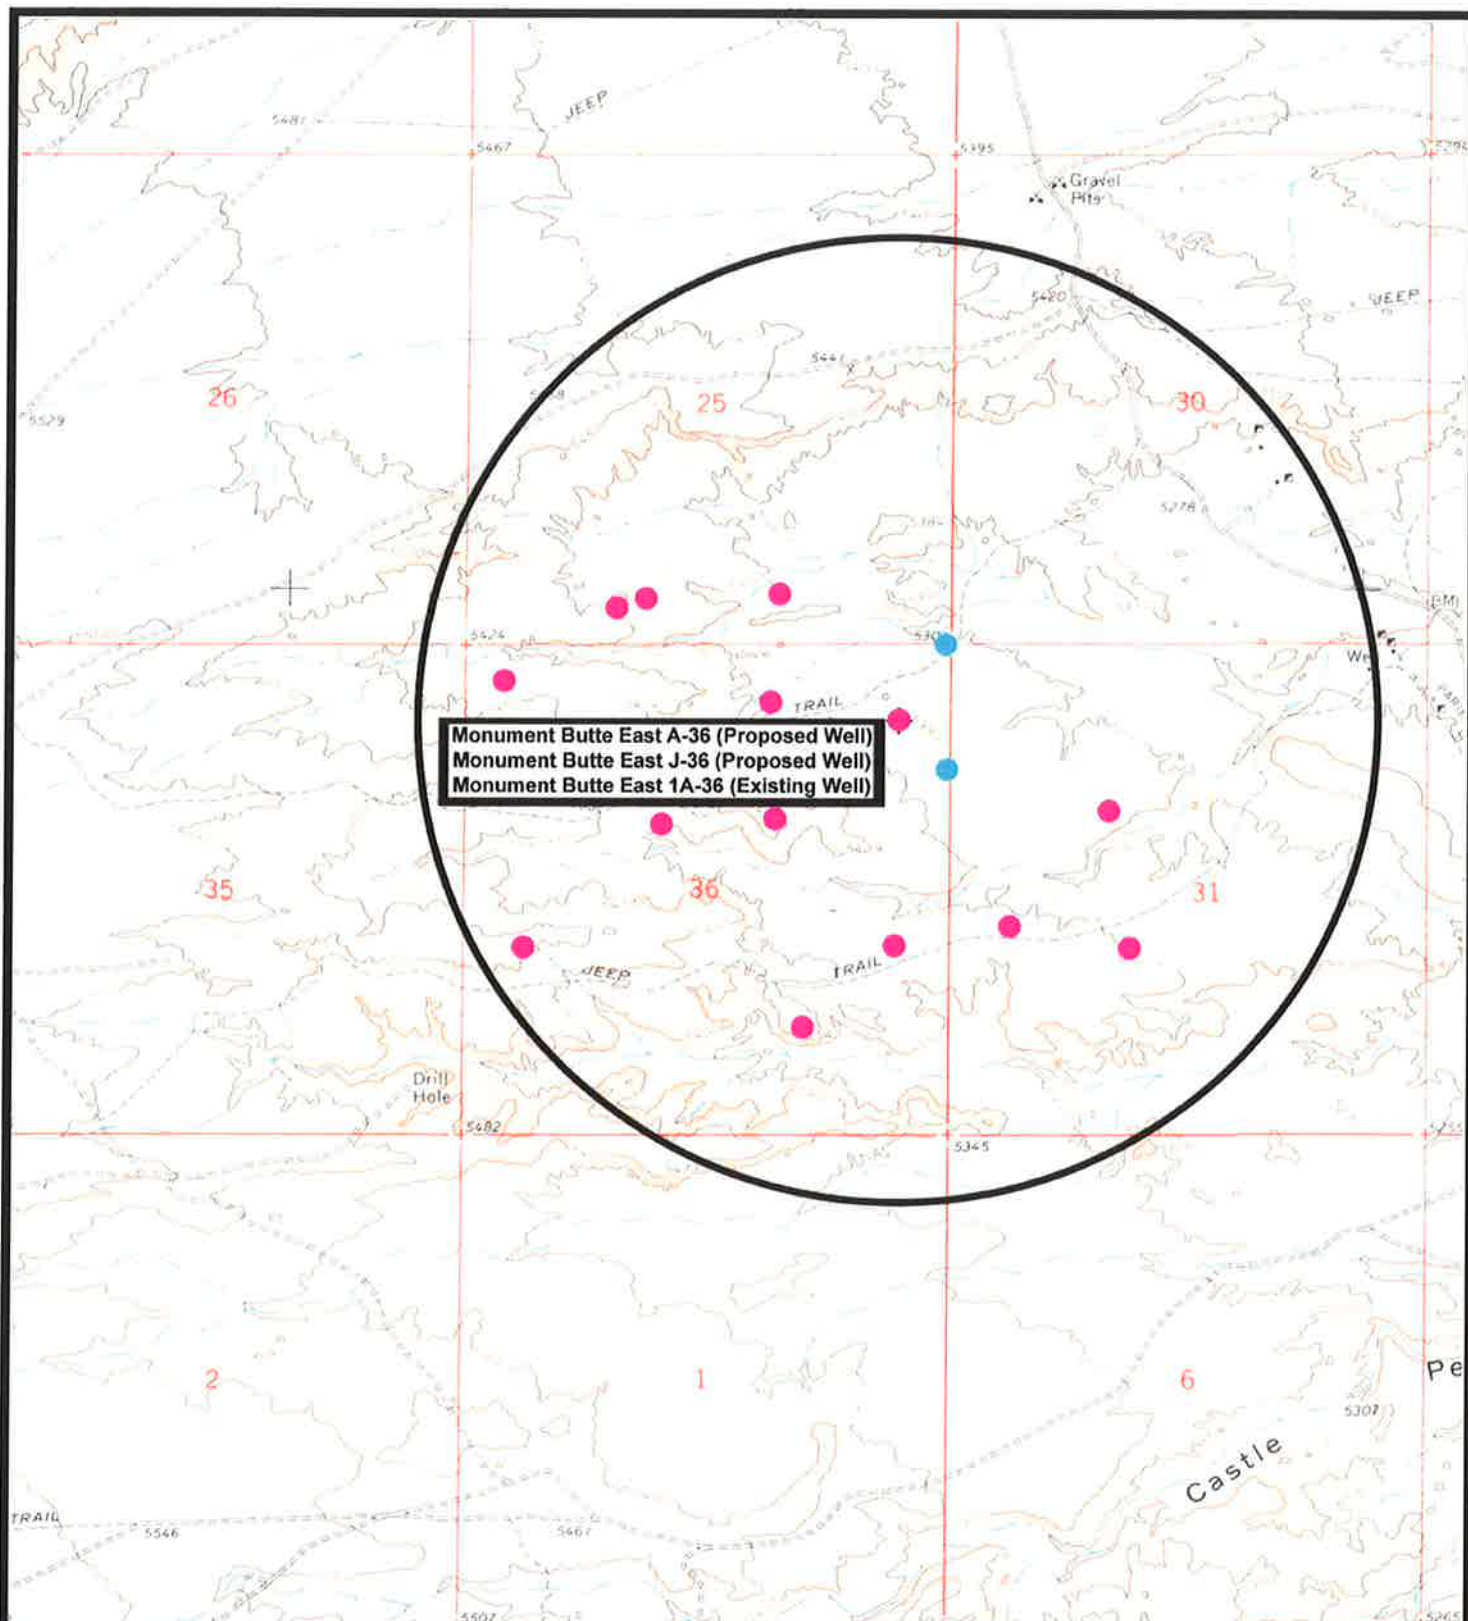 JEEP
5481
5467
5395
Gravel
Pits
5420
JEEP
5441
26
25
30
5529
5278
BM
5424
TRAIL
Monument Butte East A-36 (Proposed Well)
Monument Butte East J-36 (Proposed Well)
Monument Butte East 1A-36 (Existing Well)
35
36
31
JEEP
TRAIL
Drill
Hole
5482
5345
2
1
6
Pe
5307
Castle
TRAIL
5546
5467
5507